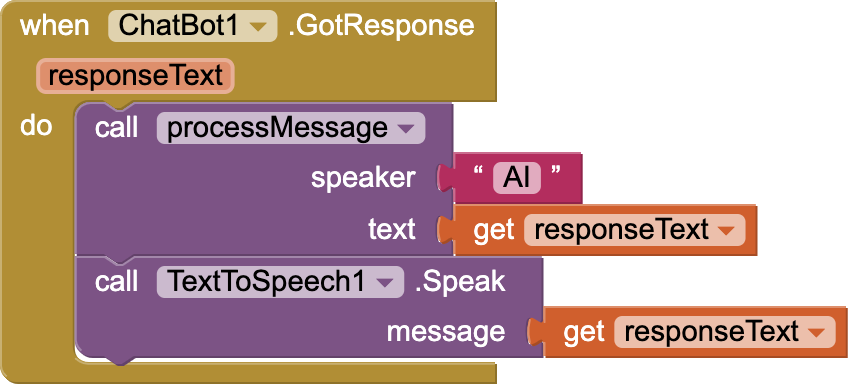 when ChatBot1 .GotResponse
responseText
do call processMessage
speaker “ AI ”
text get responseText
call TextToSpeech1 .Speak
message get responseText